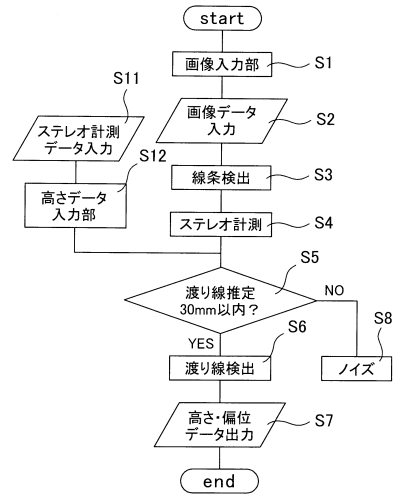 start
画像入力部
S1
画像データ
入力
S2
S11
ステレオ計測
データ入力
線条検出
S3
S12
高さデータ
入力部
ステレオ計測
S4
S5
渡り線推定
30mm以内?
NO
YES
S6
S8
渡り線検出
ノイズ
高さ・偏位
データ出力
S7
end